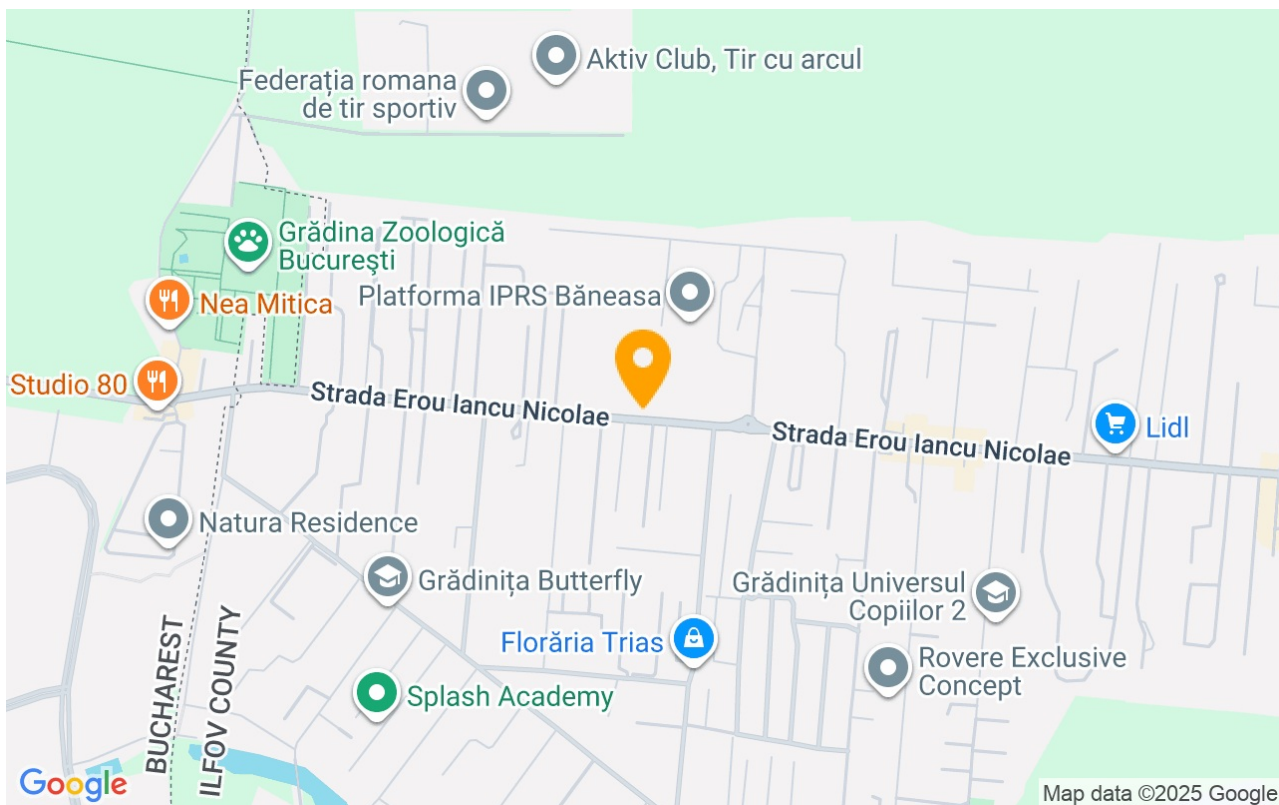 Aktiv Club, Tir cu arcul
Federația romana
de tir sportiv
Grădina Zoologică
Bucureşti
Platforma IPRS Băneasa
Nea Mitica
Studio 80
Strada Erou Iancu Nicolae
Strada Erou Iancu Nicolae
Lidl
Natura Residence
Grădinița Butterfly
Grădinița Universul
Copiilor 2
Florăria Trias
Rovere Exclusive
Concept
Splash Academy
BUCHAREST
ILFOV COUNTY
Google
Map data ©2025 Google